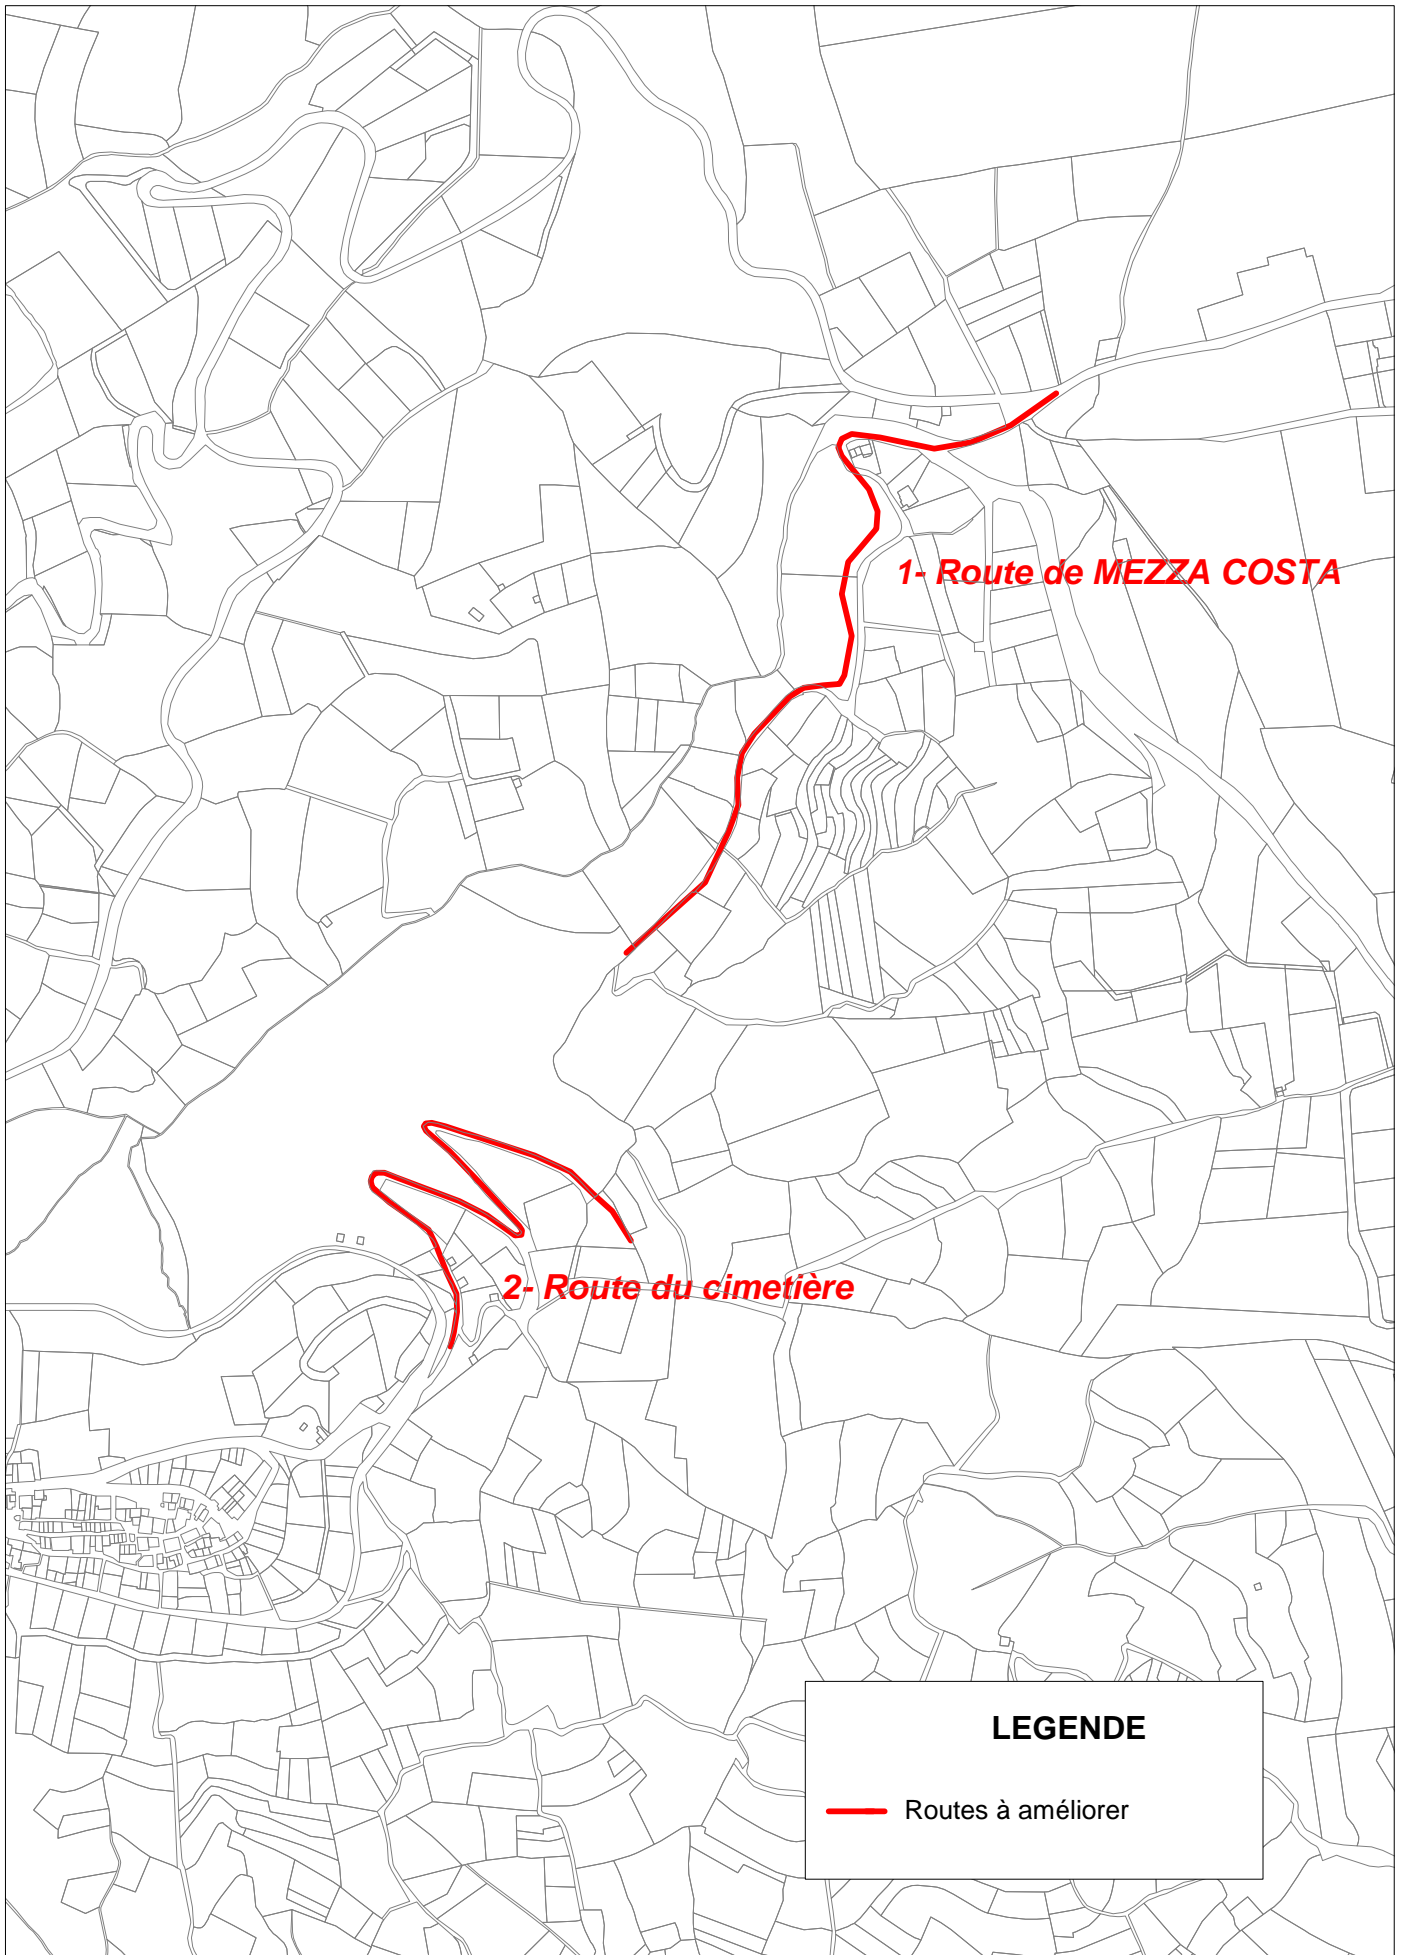 1- Route de MEZZA COSTA
2- Route du cimetière
LEGENDE
Routes à améliorer